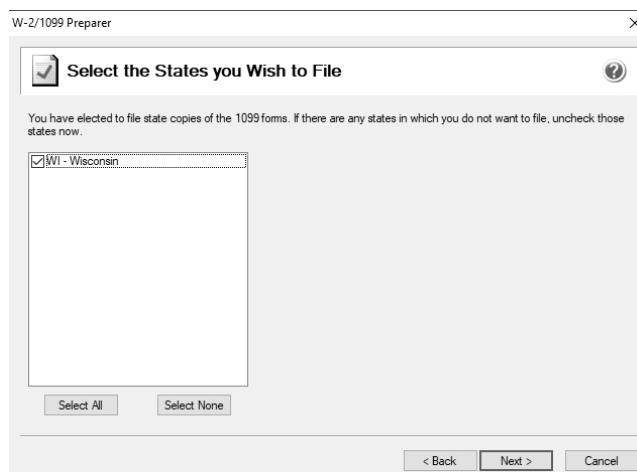 W-2/1099 Preparer
Select the States you Wish to File
You have elected to file state copies of the 1099 forms. If there are any states in which you do not want to file, uncheck those
states now.
WI - Wisconsin
Select All
Select None
< Back
Next >
Cancel